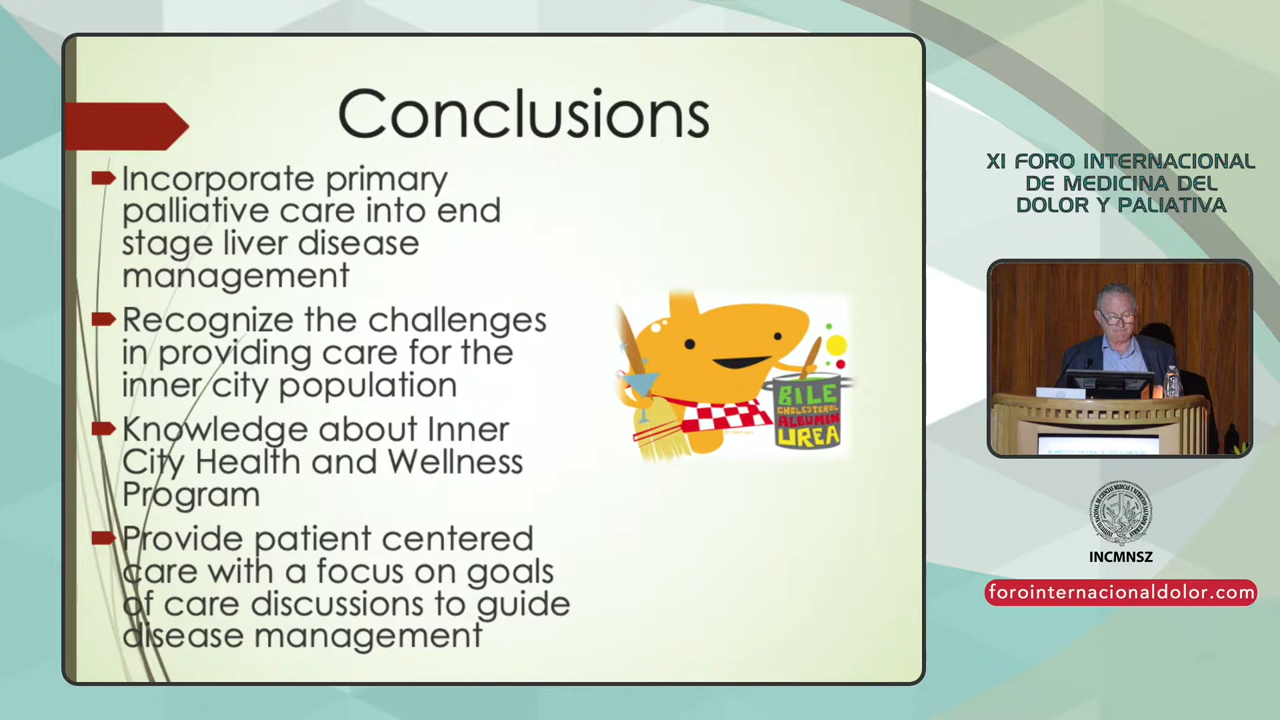 Conclusions
Incorporate primary
palliative care into end
stage liver disease
management
Recognize the challenges
in providing care for the
inner city population
Knowledge about Inner
City Health and Wellness
Program
Provide patient centered
care with a focus on goals
of care discussions to guide
disease management
BILE
CHOLESTEROL
ALBUMIN
UREA
XI FORO INTERNACIONAL
DE MEDICINA DEL
DOLOR Y PALIATIVA
INCMNSZ
forointernacionaldolor.com